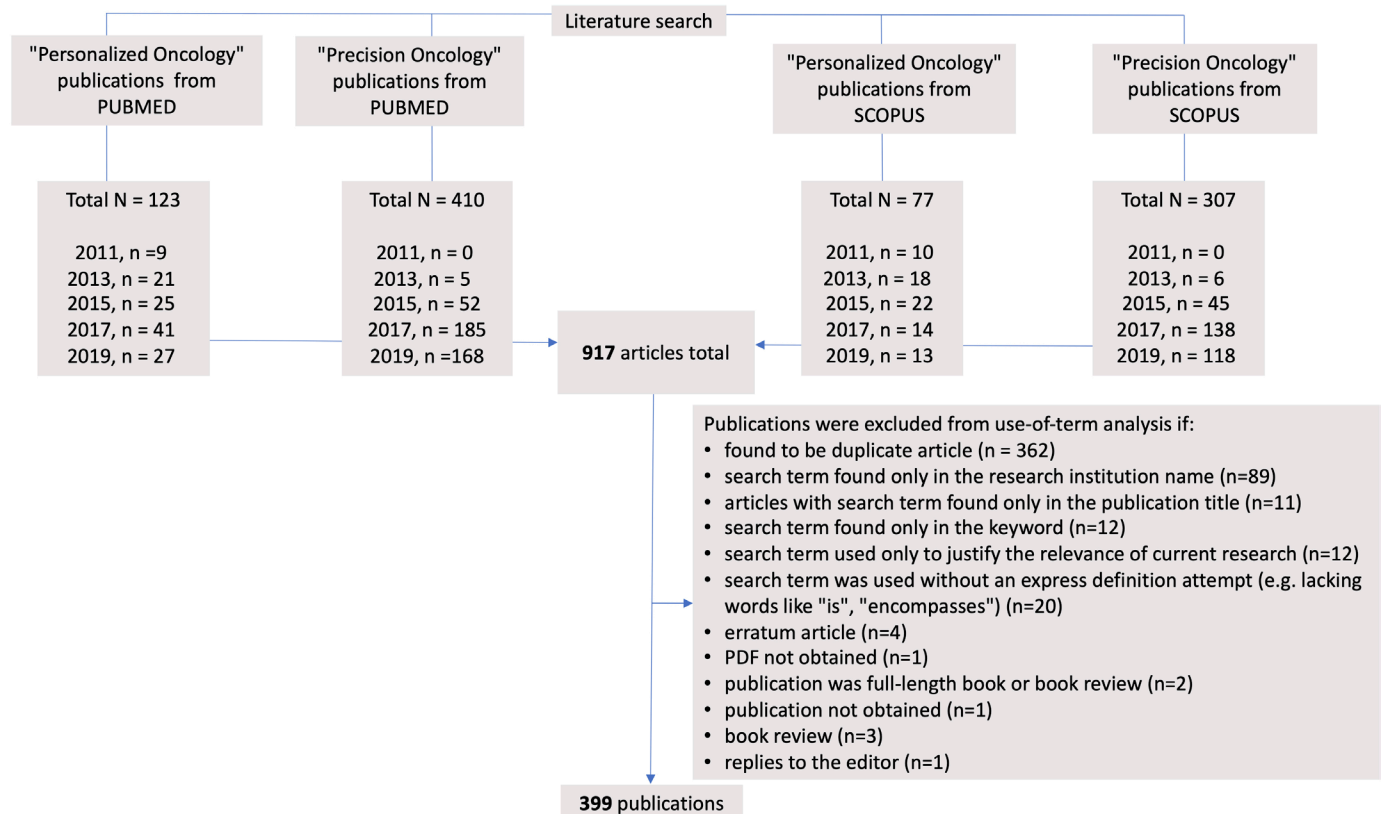 Literature search
"Personalized Oncology"
publications from
PUBMED
"Precision Oncology"
publications from
PUBMED
"Personalized Oncology"
publications from
SCOPUS
"Precision Oncology"
publications from
SCOPUS
Total N = 123
2011, n =9
2013, n = 21
2015, n = 25
2017, n = 41
2019, n = 27
Total N = 410
2011, n = 0
2013, n = 5
2015, n = 52
2017, n = 185
2019, n =168
Total N = 77
2011, n = 10
2013, n = 18
2015, n = 22
2017, n = 14
2019, n = 13
Total N = 307
2011, n = 0
2013, n = 6
2015, n = 45
2017, n = 138
2019, n = 118
917 articles total
Publications were excluded from use-of-term analysis if:
• found to be duplicate article (n = 362)
• search term found only in the research institution name (n=89)
• articles with search term found only in the publication title (n=11)
• search term found only in the keyword (n=12)
• search term used only to justify the relevance of current research (n=12)
• search term was used without an express definition attempt (e.g. lacking
words like "is", "encompasses") (n=20)
• erratum article (n=4)
• PDF not obtained (n=1)
• publication was full-length book or book review (n=2)
• publication not obtained (n=1)
• book review (n=3)
• replies to the editor (n=1)
399 publications